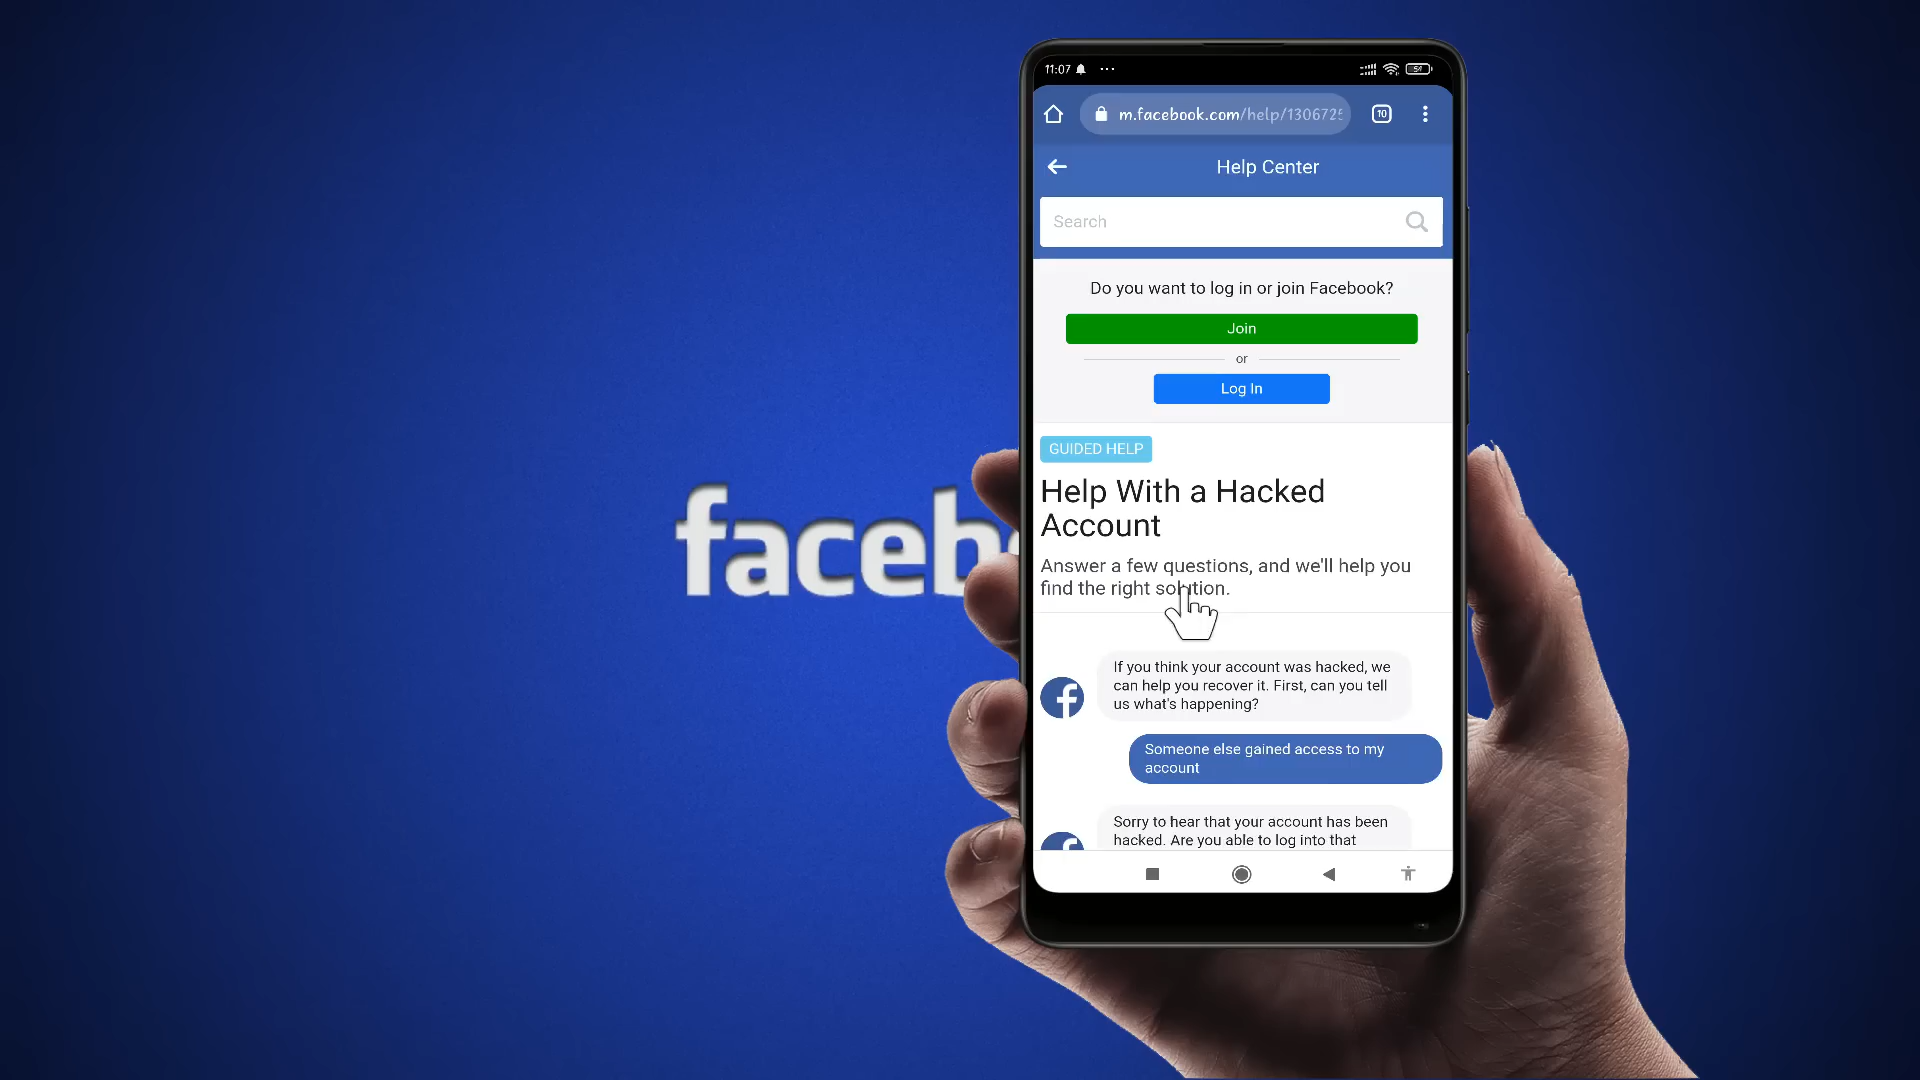 faceb
11:07
54
m.facebook.com/help/130672
10
Help Center
Search
Do you want to log in or join Facebook?
Join
or
Log In
GUIDED HELP
Help With a Hacked
Account
Answer a few questions, and we'll help you
find the right solution.
If you think your account was hacked, we
can help you recover it. First, can you tell
us what's happening?
Someone else gained access to my
account
Sorry to hear that your account has been
hacked. Are you able to log into that